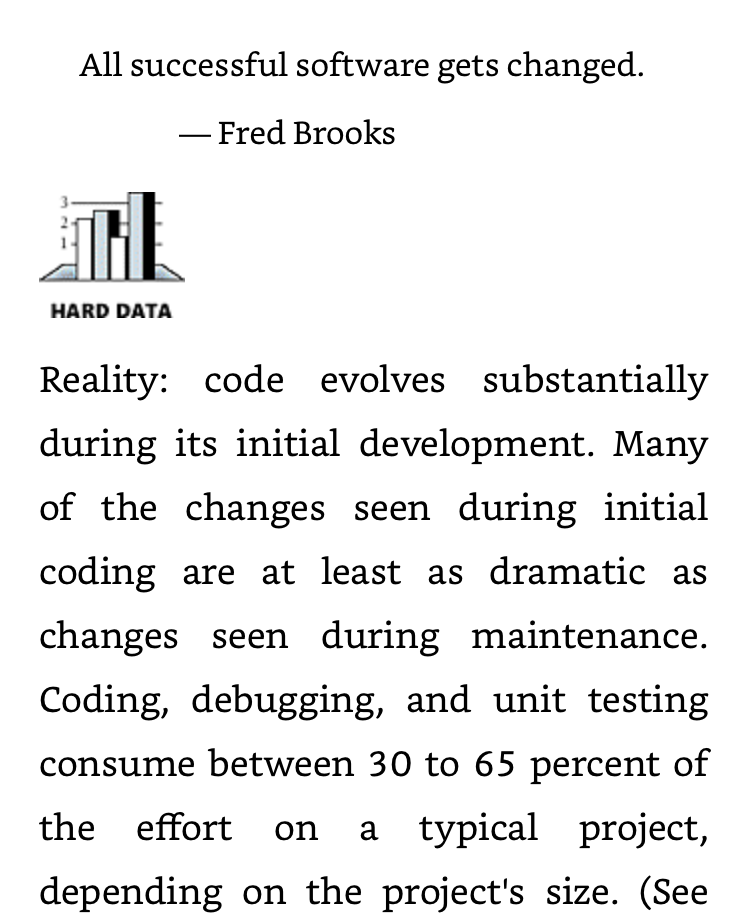 All successful software gets changed.
— Fred Brooks
3
2
1
HARD DATA
Reality: code evolves substantially
during its initial development. Many
of the changes seen during initial
coding are at least as dramatic as
changes seen during maintenance.
Coding, debugging, and unit testing
consume between 30 to 65 percent of
the effort on a typical project,
depending on the project's size. (See